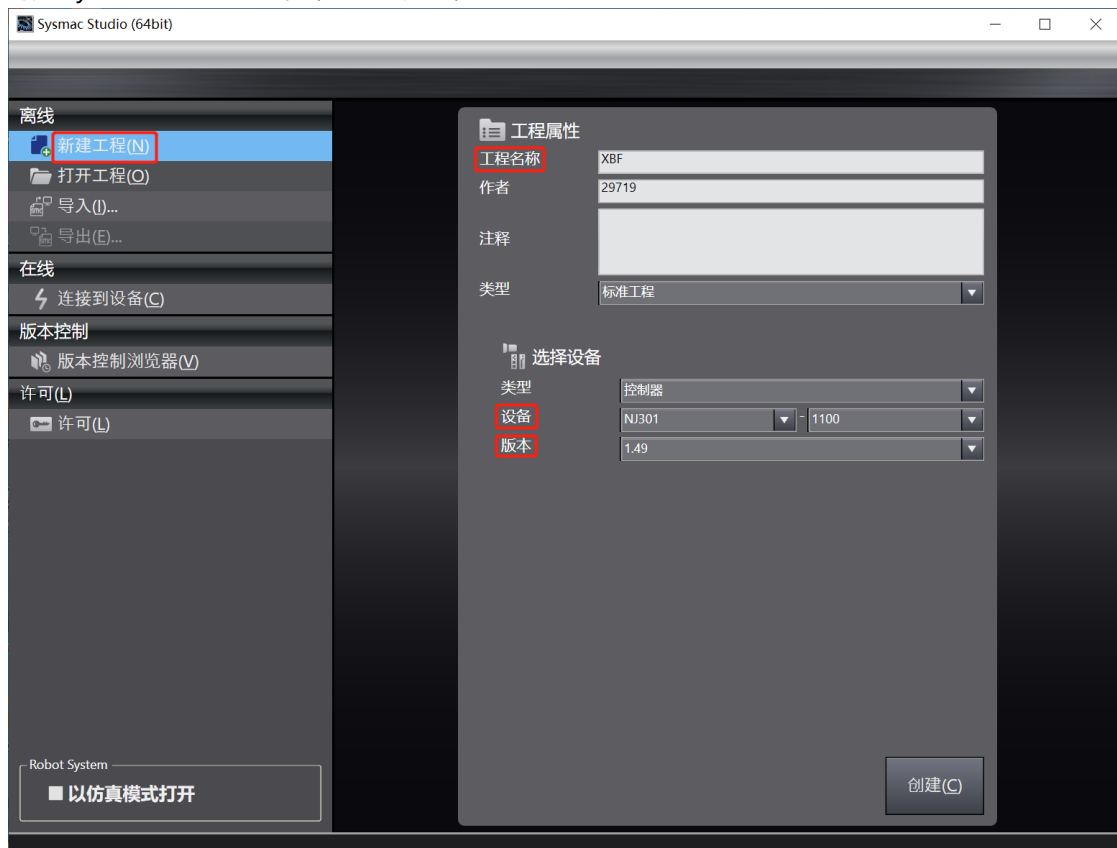 Sysmac Studio (64bit)
离线
新建工程(N)
打开工程(O)
导入(I)...
导出(E)...
在线
连接到设备(C)
版本控制
版本控制浏览器(V)
许可(L)
许可(L)
工程属性
工程名称 XBF
作者 29719
注释
类型 标准工程
选择设备
类型 控制器
设备 NJ301 - 1100
版本 1.49
Robot System
以仿真模式打开
创建(C)